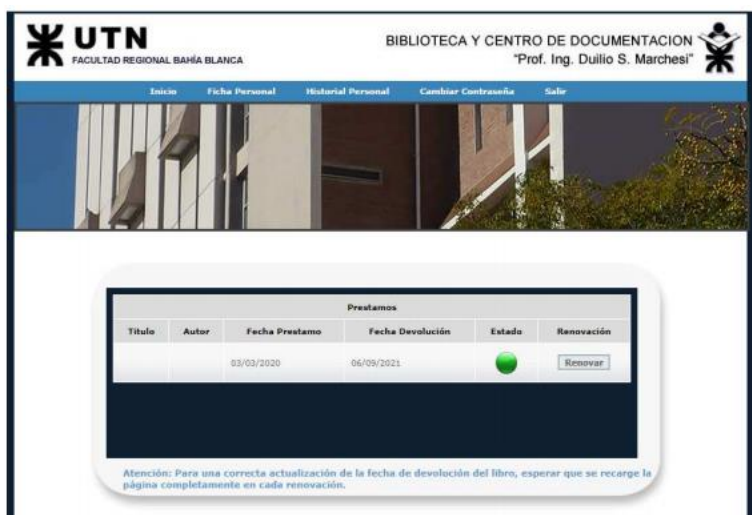 UTN
FACULTAD REGIONAL BAHÍA BLANCA
BIBLIOTECA Y CENTRO DE DOCUMENTACION
"Prof. Ing. Duilio S. Marchesi"
Inicio Ficha Personal Historial Personal Cambiar Contraseña Salir
Prestamos
Titulo Autor Fecha Prestamo Fecha Devolución Estado Renovación
03/03/2020 06/09/2021 Renovar
Atención: Para una correcta actualización de la fecha de devoloción del libro, esperar que se recarge la
página completamente en cada renovación.